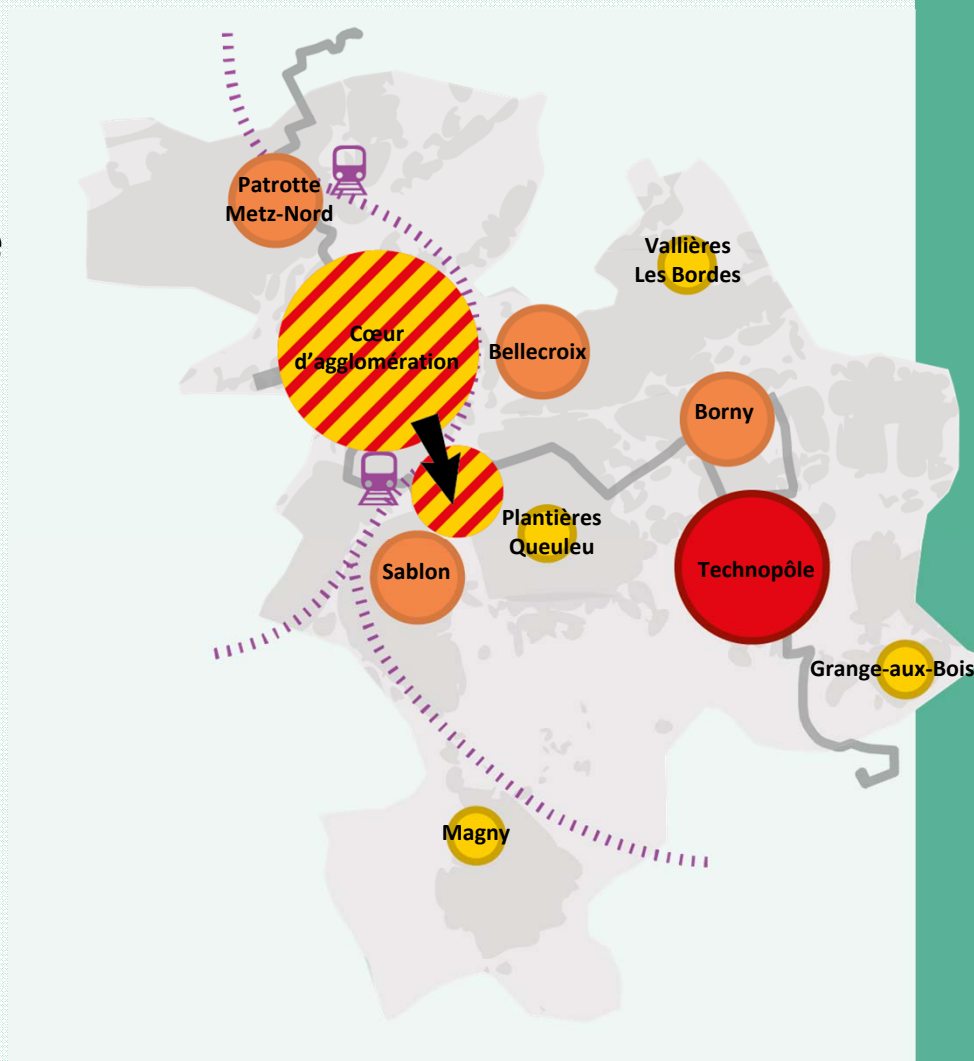 Patrotte
Metz-Nord
Vallières
Les Bordes
Cœur
d'agglomération
Bellecroix
Borny
Plantières
Queuleu
Sablon
Technopôle
Grange-aux-Bois
Magny